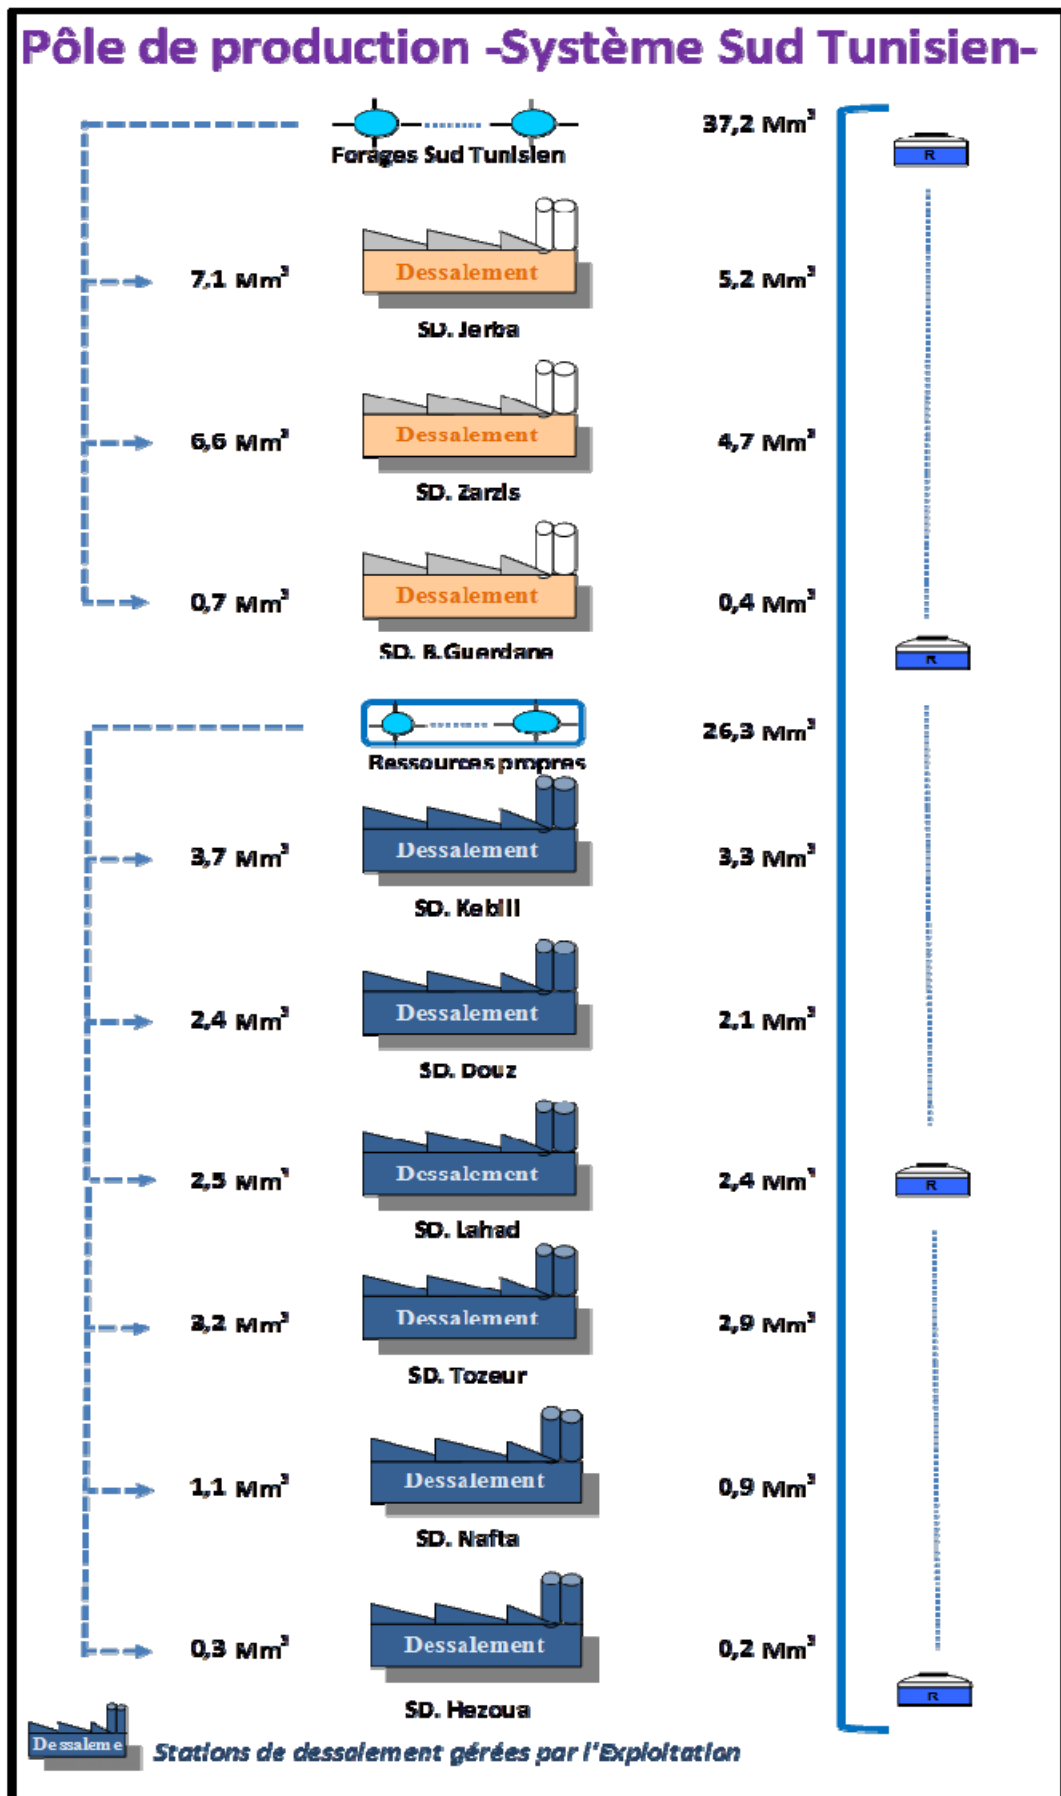 Pôle de production -Système Sud Tunisien-
37,2 Mm³
R
Forages Sud Tunisien
7,1 Mm³
Dessalement
5,2 Mm³
SD. Jerba
6,6 Mm³
Dessalement
4,7 Mm³
SD. Zarzis
0,7 Mm³
Dessalement
0,4 Mm³
SD. B.Guerdane
R
26,3 Mm³
Ressources propres
3,7 Mm³
Dessalement
3,3 Mm³
SD. Kebili
2,4 Mm³
Dessalement
2,1 Mm³
SD. Douz
2,5 Mm³
Dessalement
2,4 Mm³
R
SD. Lahad
3,2 Mm³
Dessalement
2,9 Mm³
SD. Tozeur
1,1 Mm³
Dessalement
0,9 Mm³
SD. Nafta
0,3 Mm³
Dessalement
0,2 Mm³
R
SD. Hezoua
Dessaleme
Stations de dessalement gérées par l'Exploitation